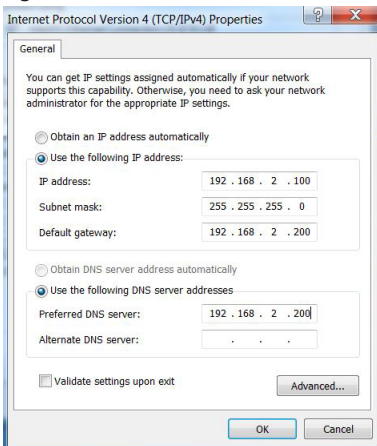 Internet Protocol Version 4 (TCP/IPv4) Properties
General
You can get IP settings assigned automatically if your network
supports this capability. Otherwise, you need to ask your network
administrator for the appropriate IP settings.
Obtain an IP address automatically
Use the following IP address:
IP address: 192 . 168 . 2 . 100
Subnet mask: 255 . 255 . 255 . 0
Default gateway: 192 . 168 . 2 . 200
Obtain DNS server address automatically
Use the following DNS server addresses
Preferred DNS server: 192 . 168 . 2 . 200
Alternate DNS server: . . .
Validate settings upon exit
Advanced...
OK Cancel